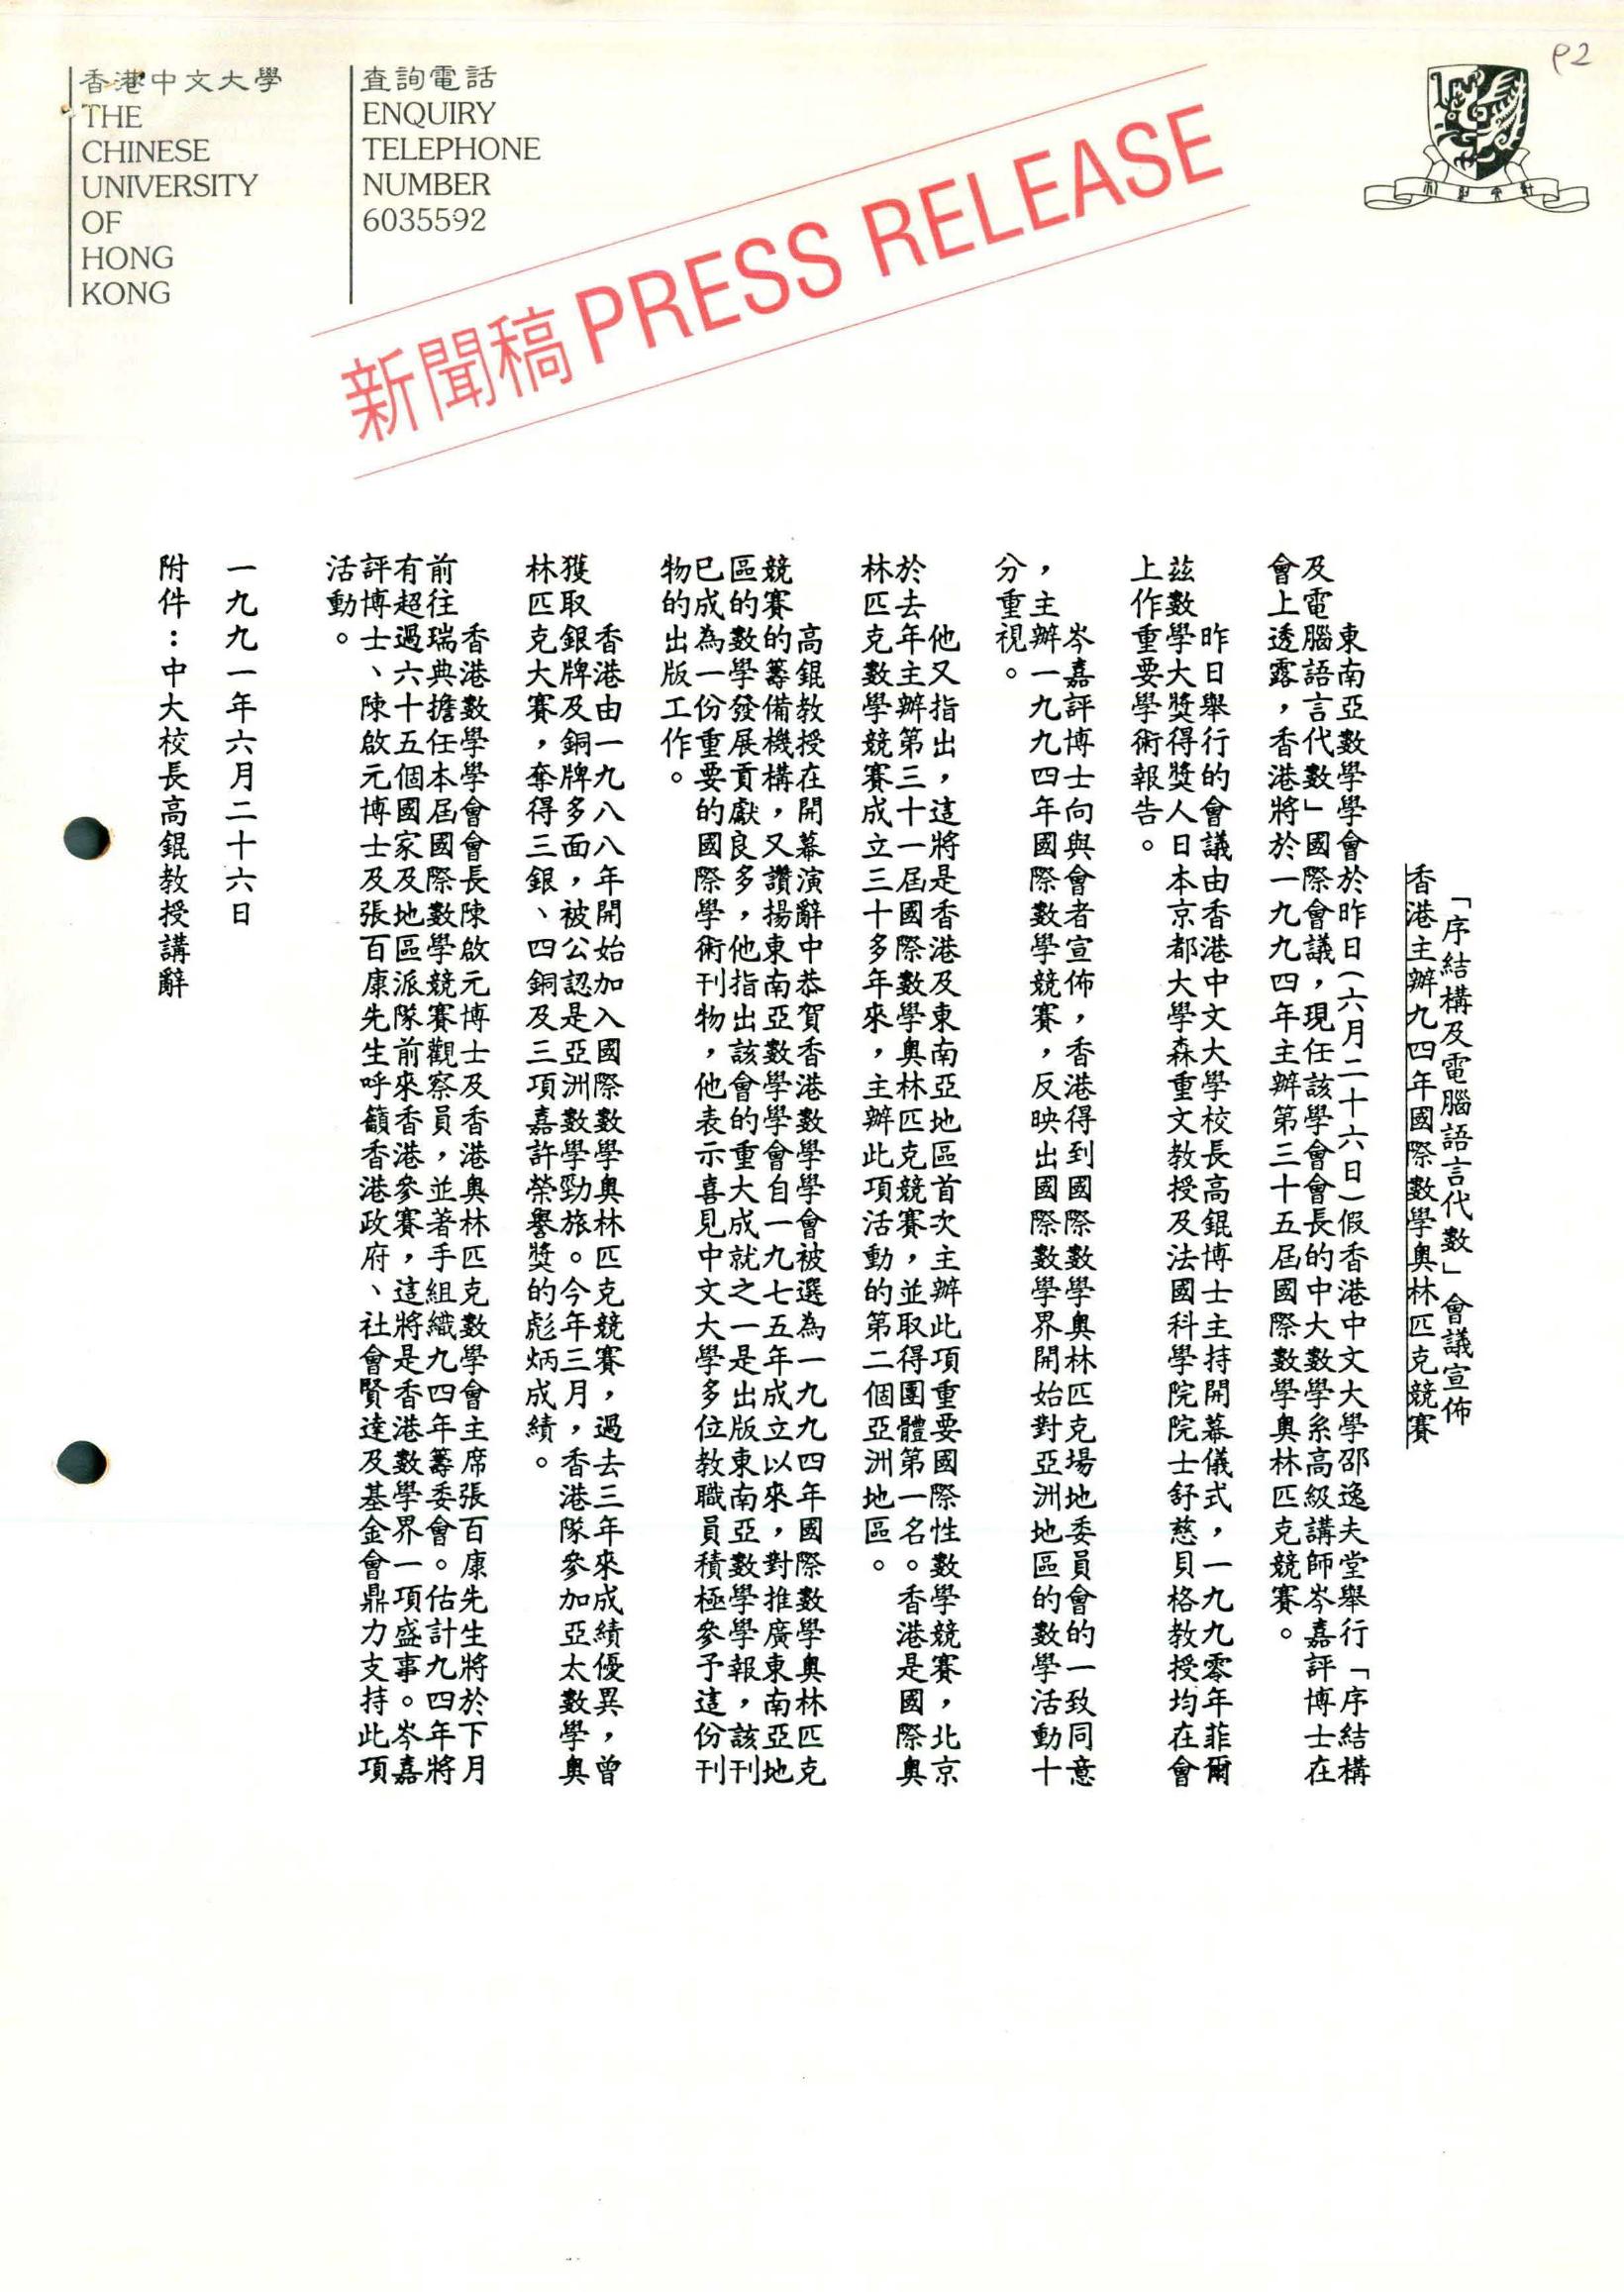 P2
香港中文大學
THE
CHINESE
UNIVERSITY
OF
HONG
KONG
查詢電話
ENQUIRY
TELEPHONE
NUMBER
6035592
新聞稿 PRESS RELEASE
「序結構及電腦語言代數」會議宣佈
香港主辦九四年國際數學奧林匹克競賽
東南亞數學學會於昨日(六月二十六日)假香港中文大學邵逸夫堂舉行「序結構
及電腦語言代數」國際會議,現任該學會會長的中大數學系高級講師岑嘉評博士在
會上透露,香港將於一九九四年主辦第三十五屆國際數學奧林匹克競賽。
昨日舉行的會議由香港中文大學校長高錕博士主持開幕儀式,一九九零年菲爾
茲數學大獎得獎人日本京都大學森重文教授及法國科學院院士舒慈貝格教授均在會
上作重要學術報告。
岑嘉評博士向與會者宣佈,香港得到國際數學奧林匹克場地委員會的一致同意
,主辦一九九四年國際數學競賽,反映出國際數學界開始對亞洲地區的數學活動十
分重視。
他又指出,這將是香港及東南亞地區首次主辦此項重要國際性數學競賽,北京
於去年主辦第三十一屆國際數學奧林匹克競賽,並取得團體第一名。香港是國際奧
林匹克數學競賽成立三十多年來,主辦此項活動的第二個亞洲地區。
高錕教授在開幕演辭中恭賀香港數學學會被選為一九九四年國際數學奧林匹克
競賽的籌備機構,又讚揚東南亞數學學會自一九七五年成立以來,對推廣東南亞地
區的數學發展貢獻良多,他指出該會的重大成就之一是出版東南亞數學學報,該刊
已成為一份重要的國際學術刊物,他表示喜見中文大學多位教職員積極參予這份刊
物的出版工作。
香港由一九八八年開始加入國際數學奧林匹克競賽,過去三年來成績優異,曾
獲取銀牌及銅牌多面,被公認是亞洲數學勁旅。今年三月,香港隊參加亞太數學奧
林匹克大賽,奪得三銀、四銅及三項嘉許榮譽獎的彪炳成績。
香港數學學會會長陳啟元博士及香港奧林匹克數學會主席張百康先生將於下月
前往瑞典擔任本屆國際數學競賽觀察員,並著手組織九四年籌委會。估計九四年將
有超過六十五個國家及地區派隊前來香港參賽,這將是香港數學界一項盛事。岑嘉
評博士、陳啟元博士及張百康先生呼籲香港政府、社會賢達及基金會鼎力支持此項
活動。
一九九一年六月二十六日
附件:中大校長高錕教授講辭